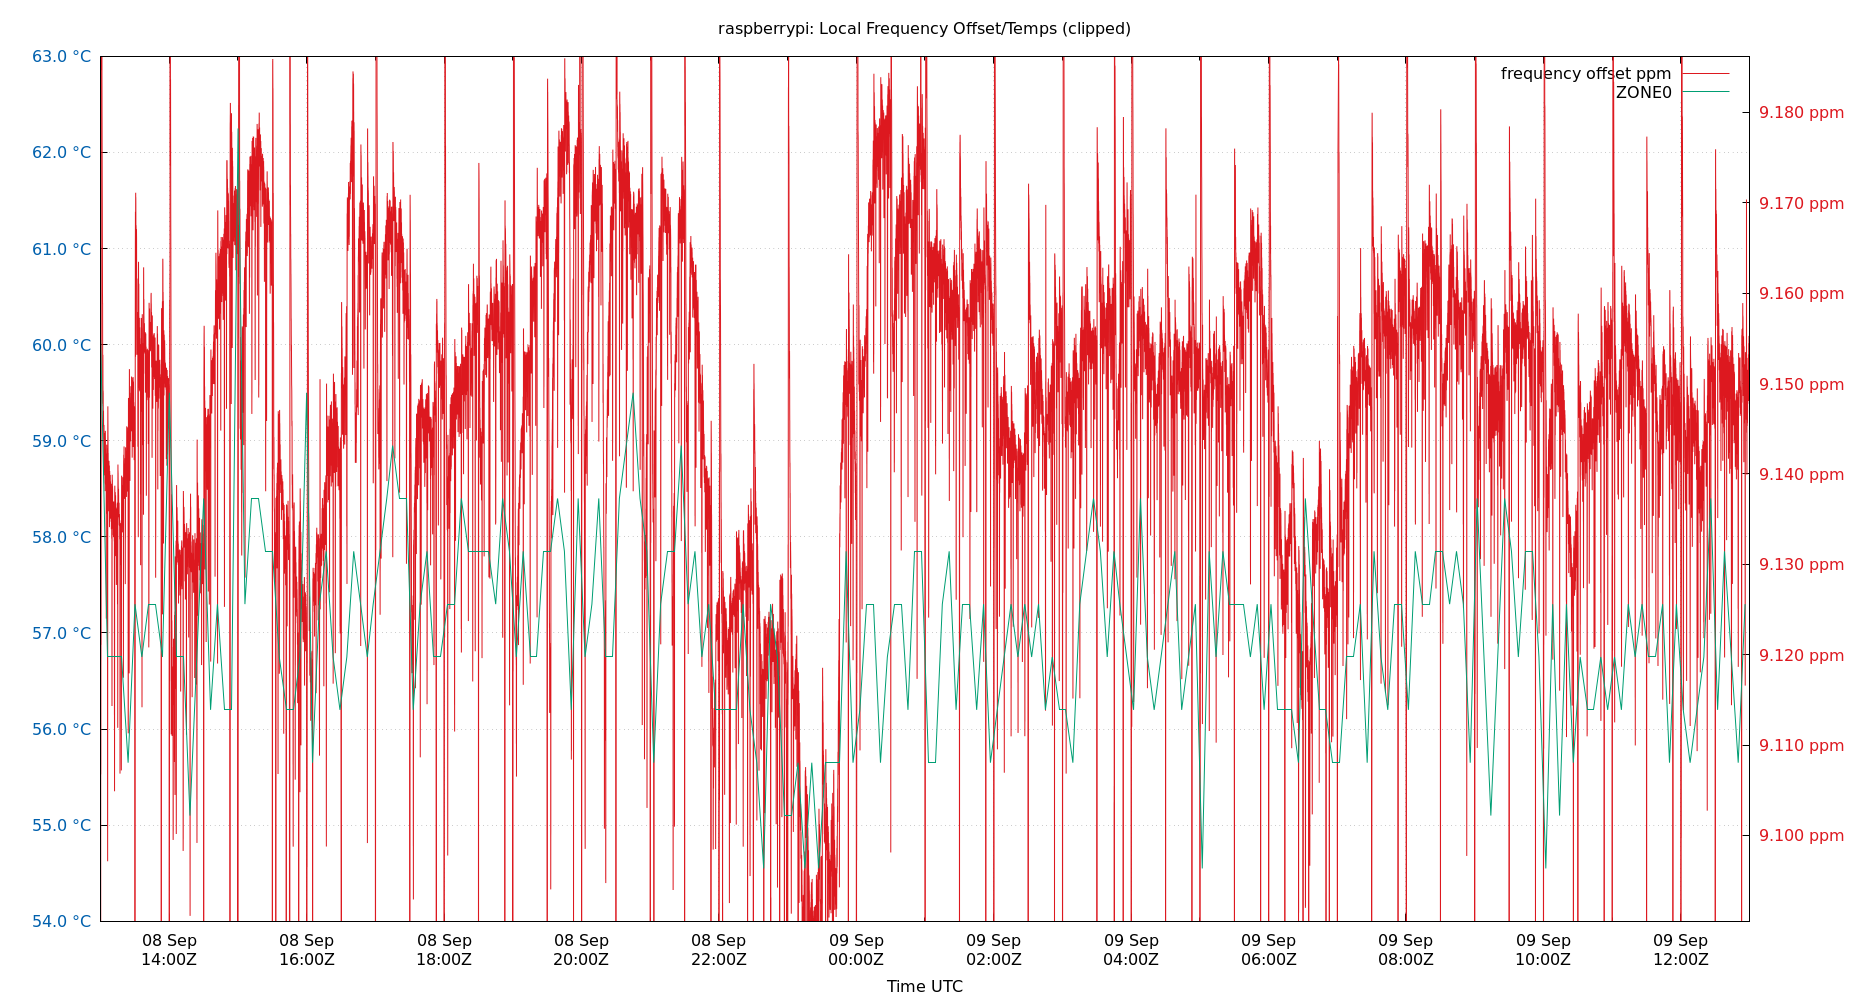 raspberrypi: Local Frequency Offset/Temps (clipped)
frequency offset ppm
ZONE0
63.0 °C
62.0 °C
61.0 °C
60.0 °C
59.0 °C
58.0 °C
57.0 °C
56.0 °C
55.0 °C
54.0 °C
9.180 ppm
9.170 ppm
9.160 ppm
9.150 ppm
9.140 ppm
9.130 ppm
9.120 ppm
9.110 ppm
9.100 ppm
08 Sep 08 Sep 08 Sep 08 Sep 08 Sep 09 Sep 09 Sep 09 Sep 09 Sep 09 Sep 09 Sep 09 Sep
14:00Z 16:00Z 18:00Z 20:00Z 22:00Z 00:00Z 02:00Z 04:00Z 06:00Z 08:00Z 10:00Z 12:00Z
Time UTC